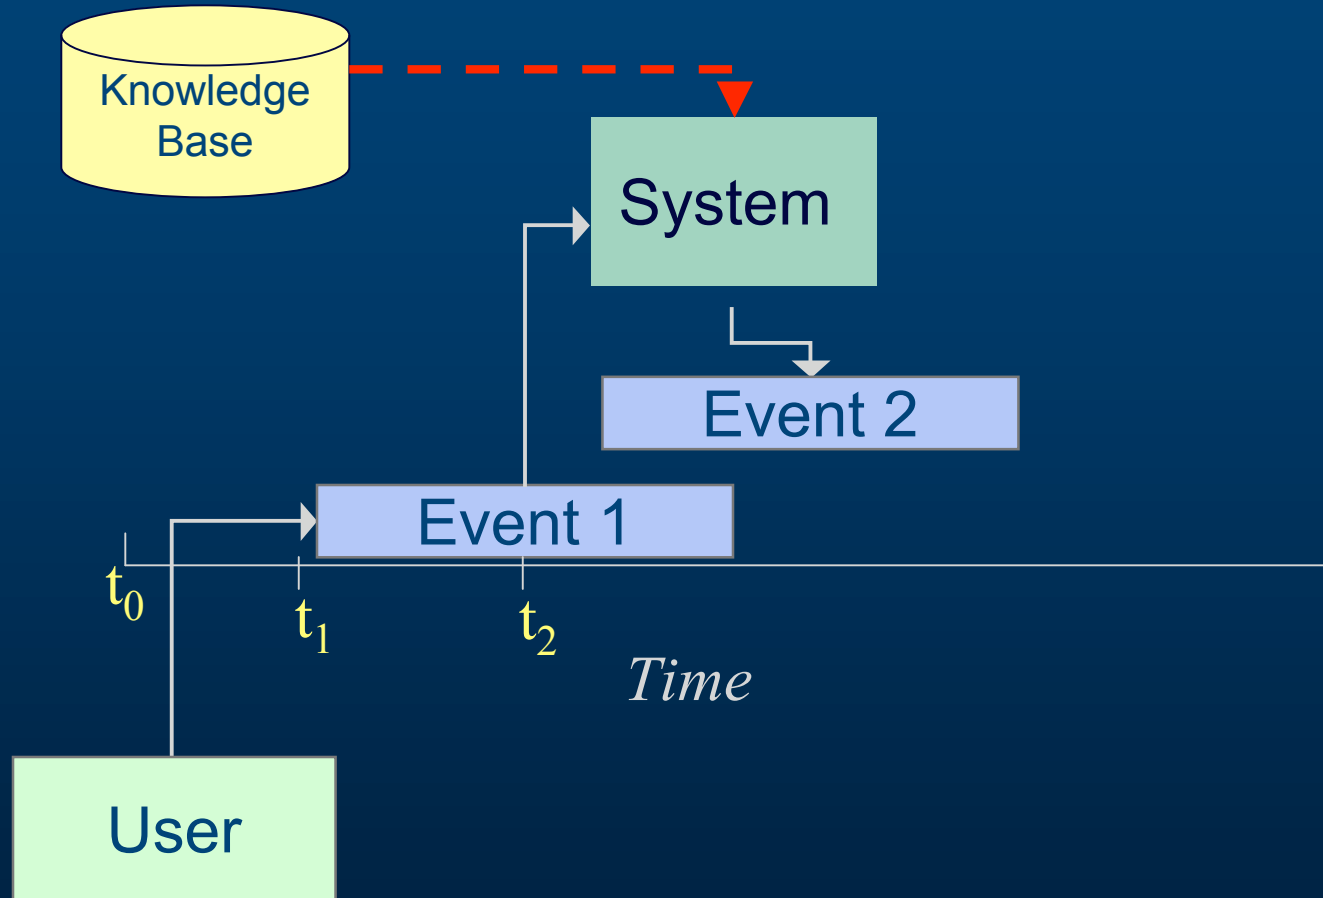 Knowledge
Base
System
Event 2
Event 1
t₀
t₁
t₂
Time
User